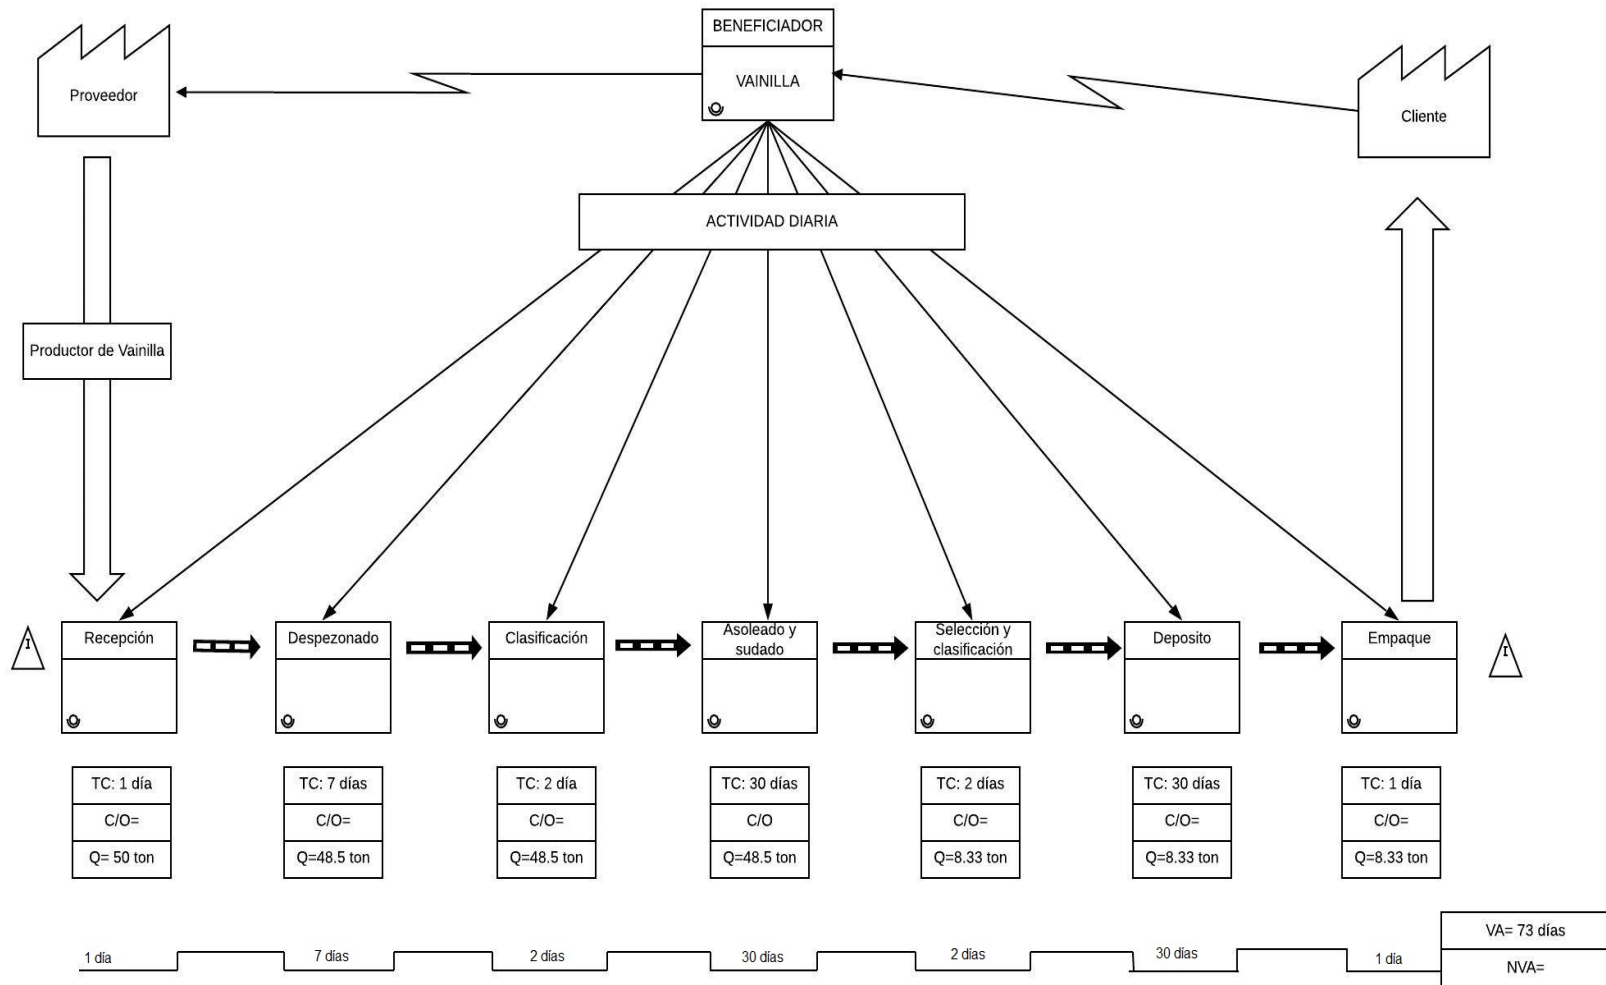 BENEFICIADOR
VAINILLA
Proveedor
Cliente
ACTIVIDAD DIARIA
Productor de Vainilla
I
Recepción
Despezonado
Clasificación
Asoleado y
sudado
Selección y
clasificación
Deposito
Empaque
I
TC: 1 día
C/O=
Q= 50 ton
TC: 7 días
C/O=
Q=48.5 ton
TC: 2 día
C/O=
Q=48.5 ton
TC: 30 días
C/O
Q=48.5 ton
TC: 2 días
C/O=
Q=8.33 ton
TC: 30 días
C/O=
Q=8.33 ton
TC: 1 día
C/O=
Q=8.33 ton
1 día
7 días
2 días
30 días
2 días
30 días
1 día
VA= 73 días
NVA=